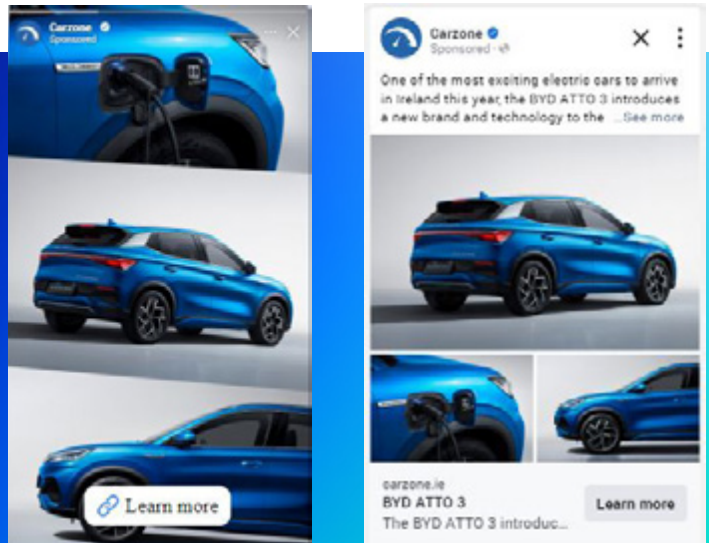 Carzone
Sponsored
Learn more
Carzone
Sponsored ·
One of the most exciting electric cars to arrive
in Ireland this year, the BYD ATTO 3 introduces
a new brand and technology to the ...See more
carzone.ie
BYD ATTO 3
The BYD ATTO 3 introduc...
Learn more